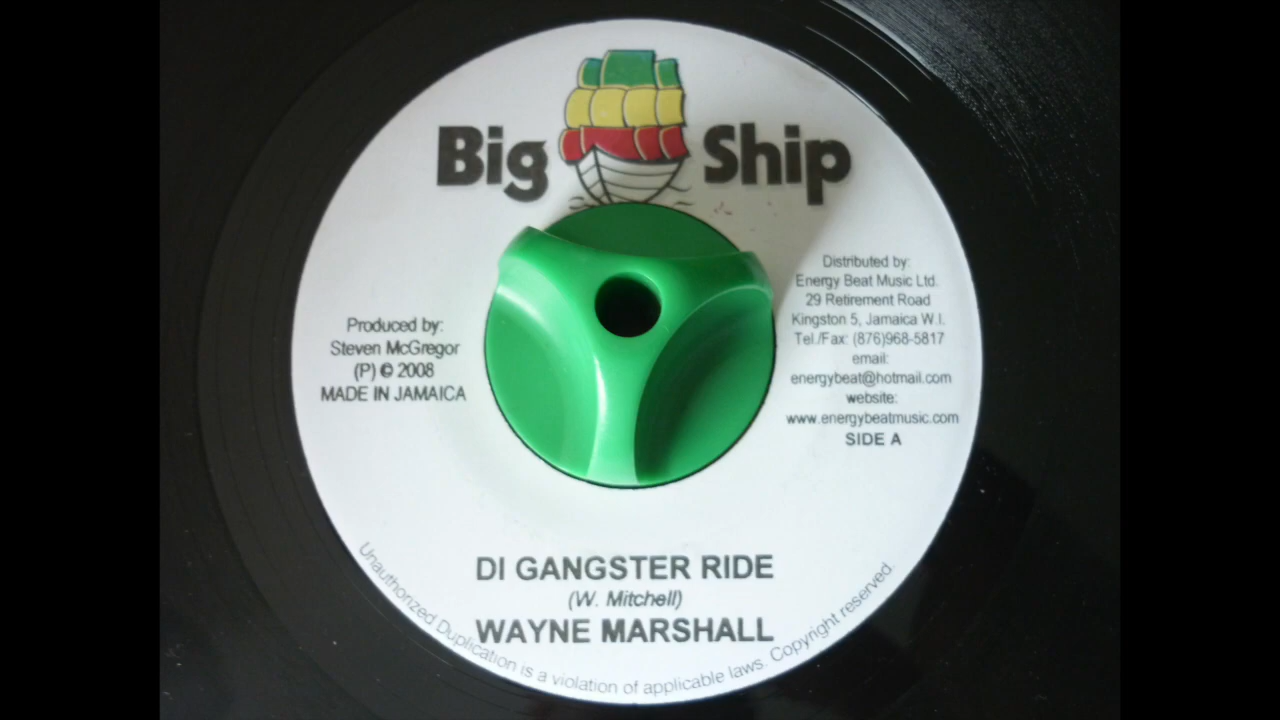 Big Ship
Produced by:
Steven McGregor
(P) © 2008
MADE IN JAMAICA
Distributed by:
Energy Beat Music Ltd.
29 Retirement Road
Kingston 5, Jamaica W.I.
Tel./Fax: (876)968-5817
email:
energybeat@hotmail.com
website:
www.energybeatmusic.com
SIDE A
DI GANGSTER RIDE
(W. Mitchell)
WAYNE MARSHALL
Unauthorized Duplication is a violation of applicable laws. Copyright reserved.